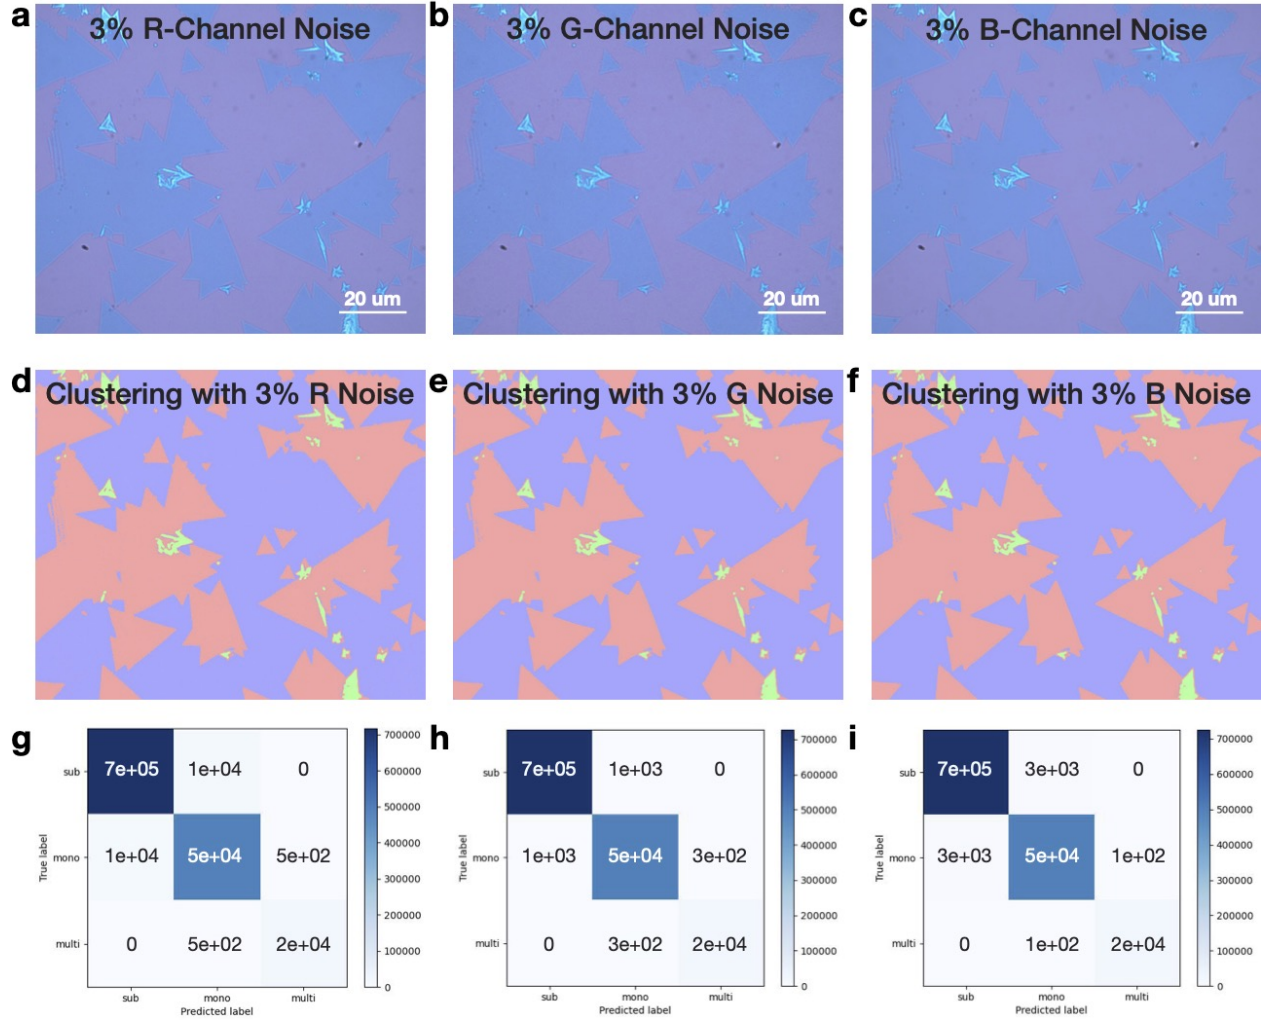 a
3% R-Channel Noise
20 um
b
3% G-Channel Noise
20 um
c
3% B-Channel Noise
20 um
d
Clustering with 3% R Noise
e
Clustering with 3% G Noise
f
Clustering with 3% B Noise
g
True label
sub 7e+05 1e+04 0
mono 1e+04 5e+04 5e+02
multi 0 5e+02 2e+04
sub mono multi
Predicted label
700000
600000
500000
400000
300000
200000
100000
0
h
True label
sub 7e+05 1e+03 0
mono 1e+03 5e+04 3e+02
multi 0 3e+02 2e+04
sub mono multi
Predicted label
700000
600000
500000
400000
300000
200000
100000
0
i
True label
sub 7e+05 3e+03 0
mono 3e+03 5e+04 1e+02
multi 0 1e+02 2e+04
sub mono multi
Predicted label
700000
600000
500000
400000
300000
200000
100000
0